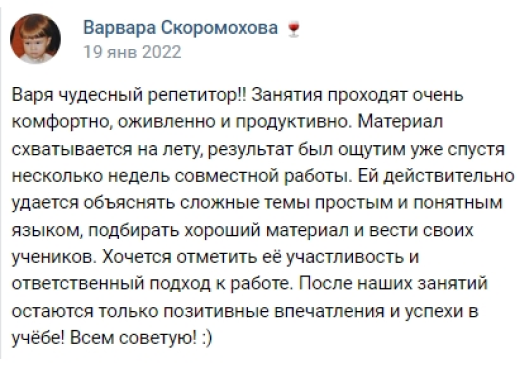 Варвара Скоромохова 🍷
19 янв 2022
Варя чудесный репетитор!! Занятия проходят очень
комфортно, оживленно и продуктивно. Материал
схватывается на лету, результат был ощутим уже спустя
несколько недель совместной работы. Ей действительно
удается объяснять сложные темы простым и понятным
языком, подбирать хороший материал и вести своих
учеников. Хочется отметить её участливость и
ответственный подход к работе. После наших занятий
остаются только позитивные впечатления и успехи в
учёбе! Всем советую! :)